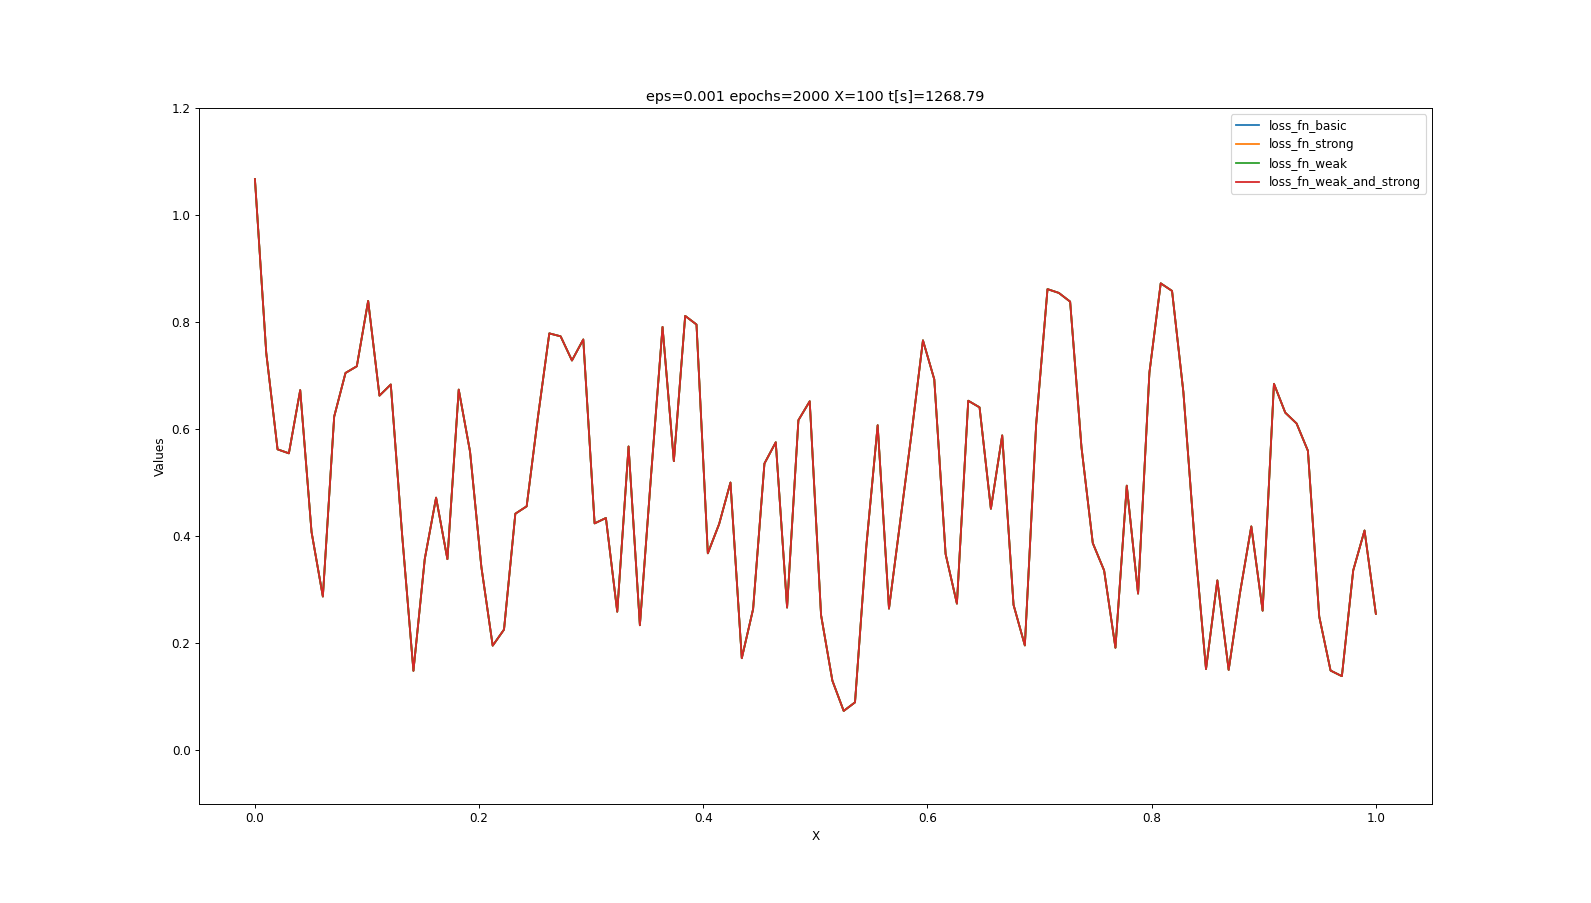 eps=0.001 epochs=2000 X=100 t[s]=1268.79
loss_fn_basic
loss_fn_strong
loss_fn_weak
loss_fn_weak_and_strong
Values
1.2
1.0
0.8
0.6
0.4
0.2
0.0
0.0 0.2 0.4 0.6 0.8 1.0
X